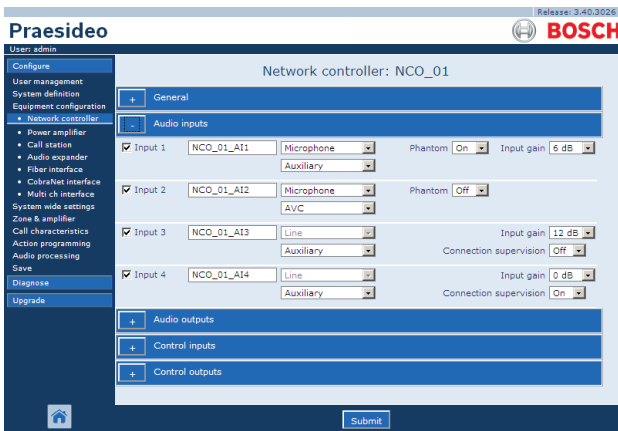 Release: 3.40.3026
Praesideo
BOSCH
User: admin
Configure
User management
System definition
Equipment configuration
• Network controller
• Power amplifier
• Call station
• Audio expander
• Fiber interface
• CobraNet interface
• Multi ch interface
System wide settings
Zone & amplifier
Call characteristics
Action programming
Audio processing
Save
Diagnose
Upgrade
Network controller: NCO_01
+ General
- Audio inputs
Input 1 NCO_01_AI1 Microphone Phantom On Input gain 6 dB
Auxiliary
Input 2 NCO_01_AI2 Microphone Phantom Off
AVC
Input 3 NCO_01_AI3 Line Input gain 12 dB
Auxiliary Connection supervision Off
Input 4 NCO_01_AI4 Line Input gain 0 dB
Auxiliary Connection supervision On
+ Audio outputs
+ Control inputs
+ Control outputs
Submit